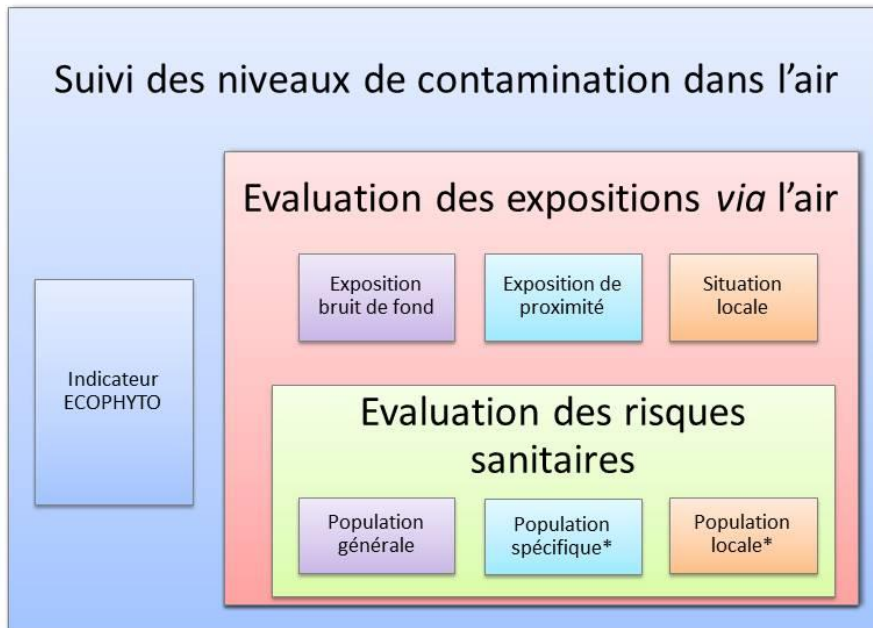 Suivi des niveaux de contamination dans l'air
Evaluation des expositions via l'air
Exposition
bruit de fond
Exposition de
proximité
Situation
locale
Indicateur
ECOPHYTO
Evaluation des risques
sanitaires
Population
générale
Population
spécifique*
Population
locale*